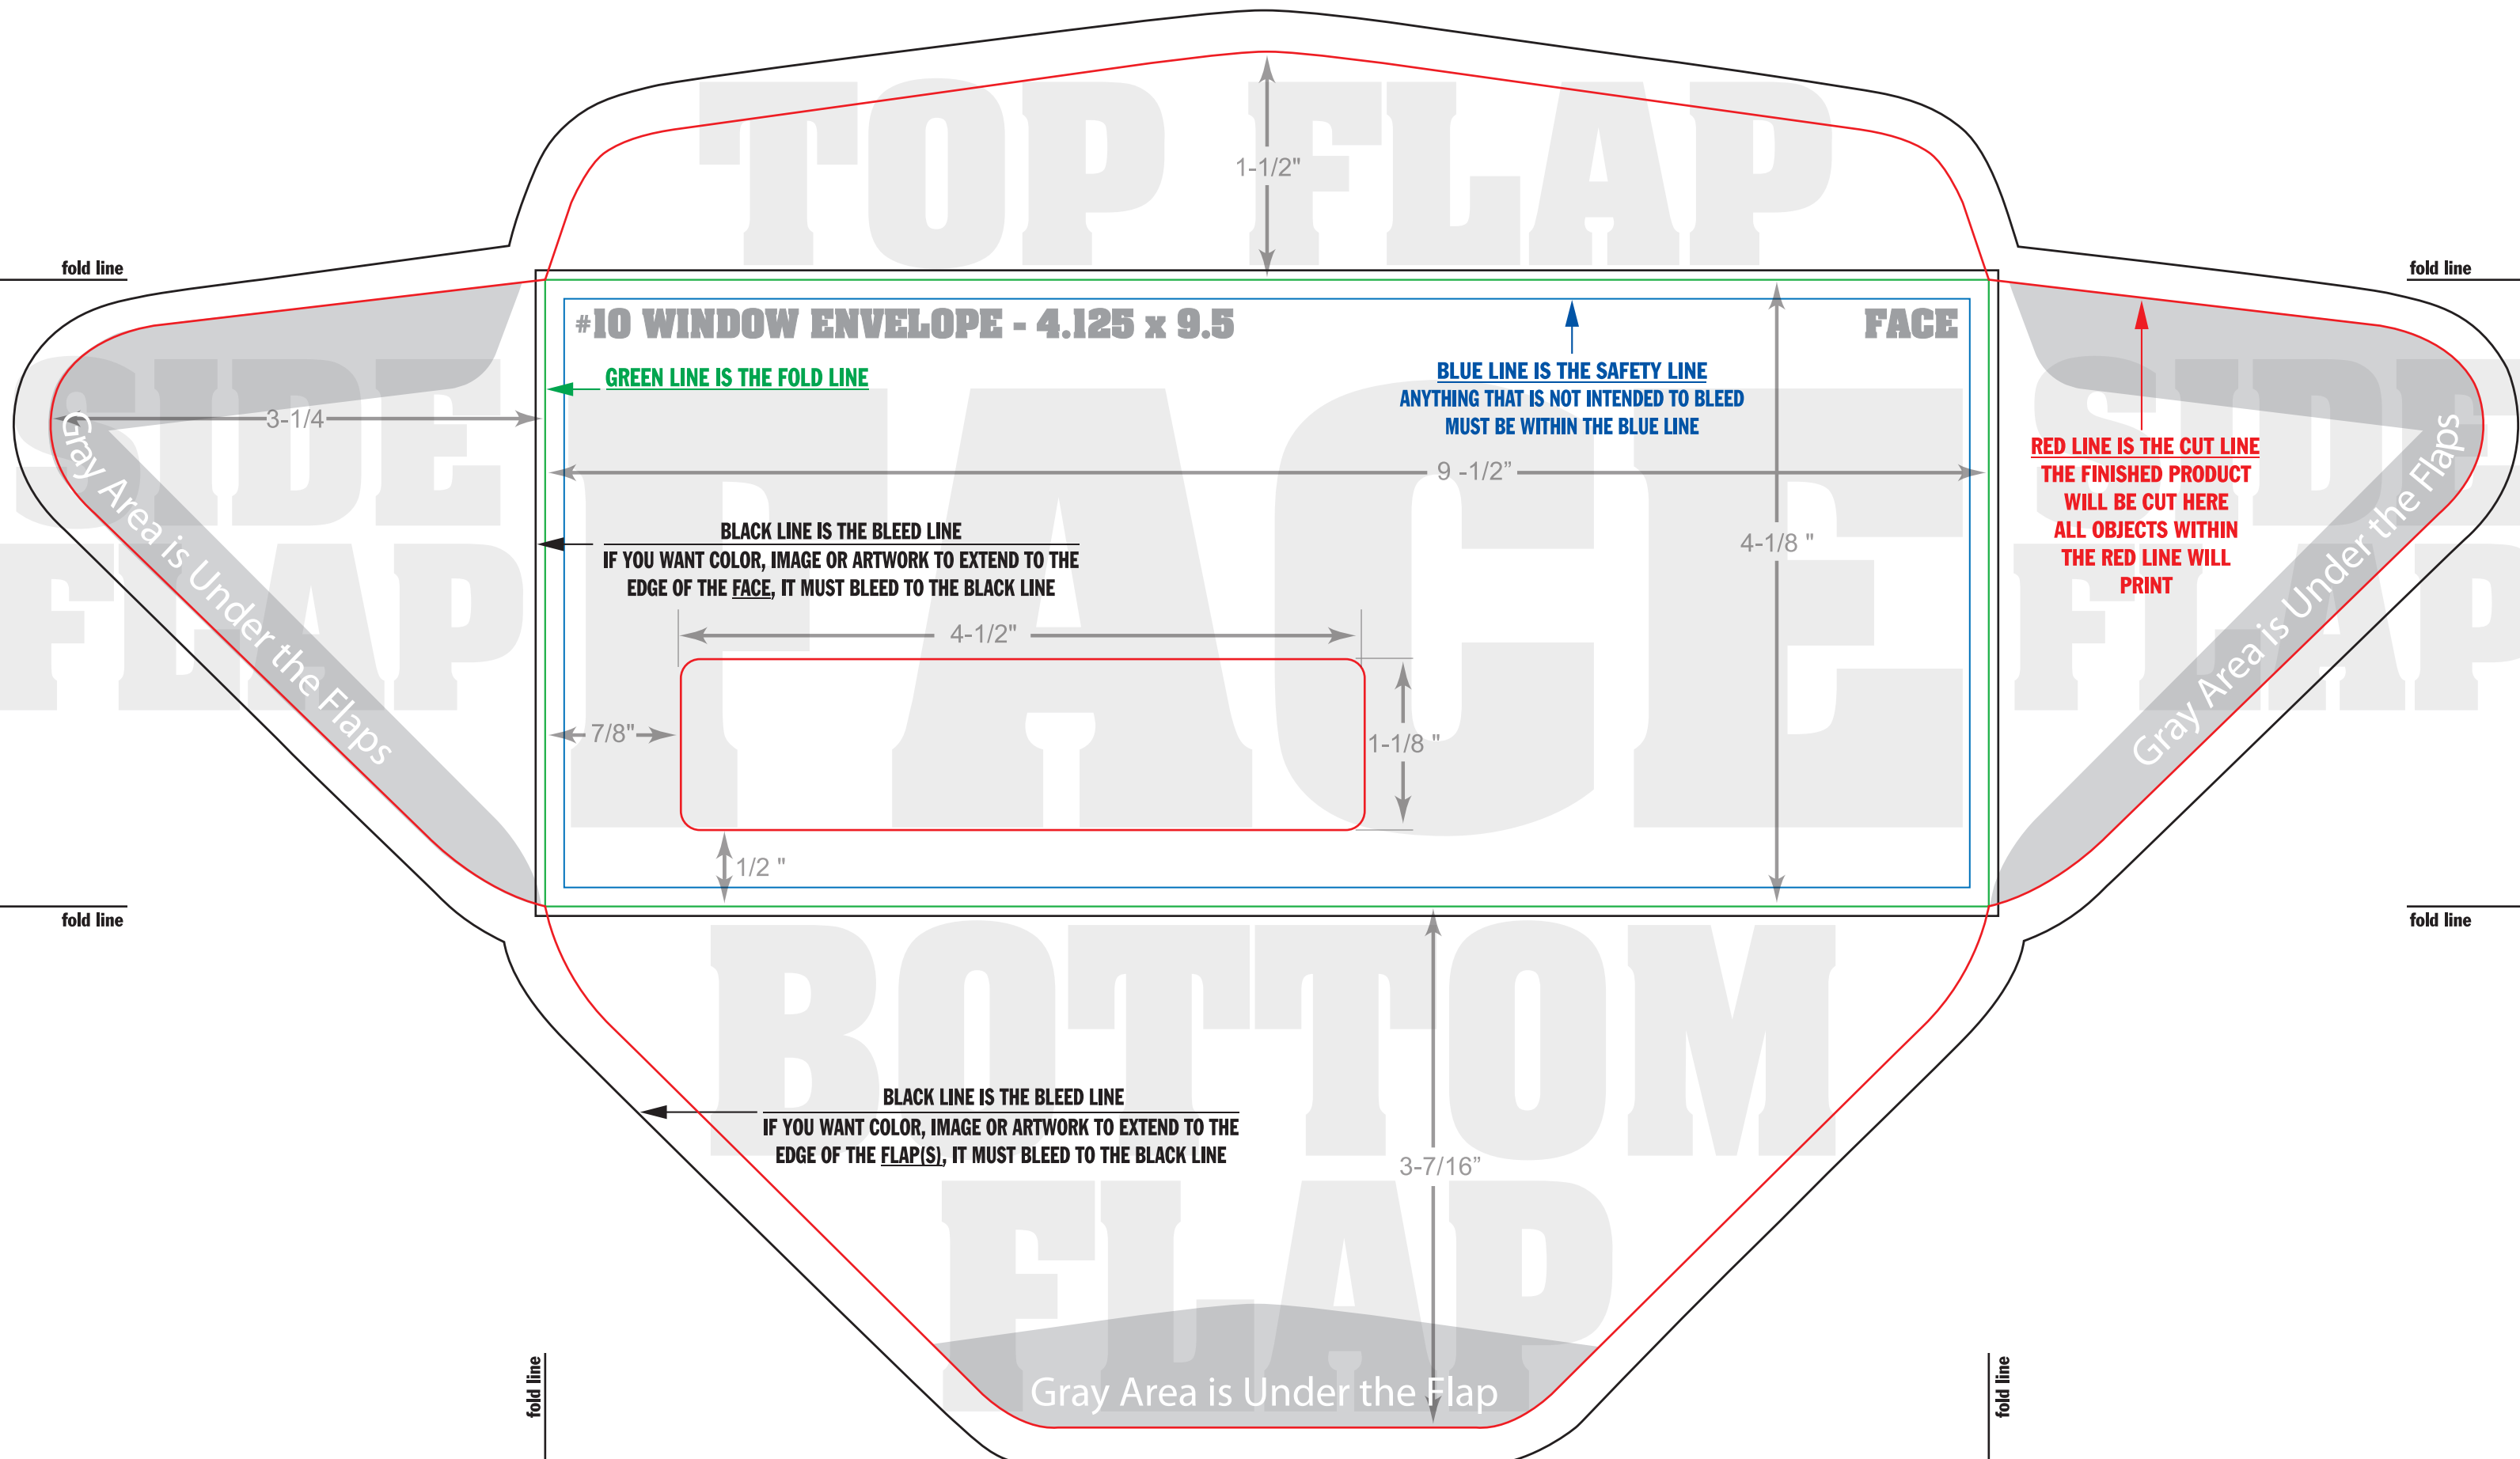 TOP FLAP
1-1/2"
fold line
fold line
#10 WINDOW ENVELOPE - 4.125 x 9.5
FACE
GREEN LINE IS THE FOLD LINE
BLUE LINE IS THE SAFETY LINE
ANYTHING THAT IS NOT INTENDED TO BLEED
MUST BE WITHIN THE BLUE LINE
SIDE
FLAP
3-1/4
Gray Area is Under the Flaps
FACE
9 -1/2”
4-1/8 "
BLACK LINE IS THE BLEED LINE
IF YOU WANT COLOR, IMAGE OR ARTWORK TO EXTEND TO THE
EDGE OF THE FACE, IT MUST BLEED TO THE BLACK LINE
4-1/2"
7/8"
1-1/8 "
1/2 "
SIDE
FLAP
RED LINE IS THE CUT LINE
THE FINISHED PRODUCT
WILL BE CUT HERE
ALL OBJECTS WITHIN
THE RED LINE WILL
PRINT
Gray Area is Under the Flaps
fold line
fold line
BOTTOM
FLAP
BLACK LINE IS THE BLEED LINE
IF YOU WANT COLOR, IMAGE OR ARTWORK TO EXTEND TO THE
EDGE OF THE FLAP(S), IT MUST BLEED TO THE BLACK LINE
3-7/16”
Gray Area is Under the Flap
fold line
fold line